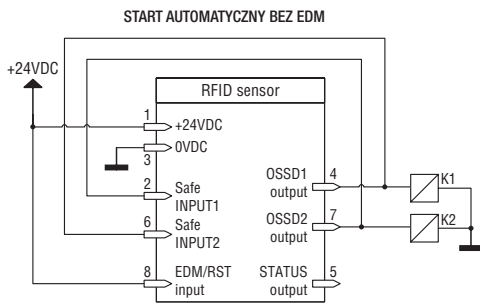 START AUTOMATYCZNY BEZ EDM
+24VDC
RFID sensor
1
+24VDC
0VDC
3
2
Safe
INPUT1
6
Safe
INPUT2
8
EDM/RST
input
OSSD1
output
4
OSSD2
output
7
STATUS
output
5
K1
K2